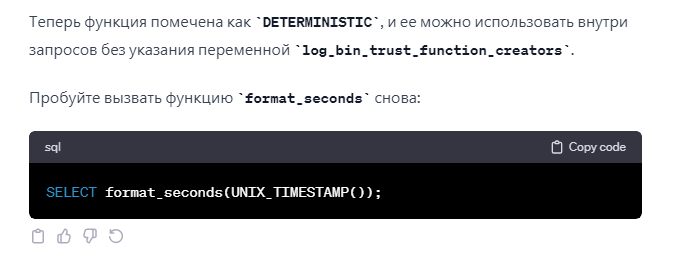 Теперь функция помечена как `DETERMINISTIC`, и ее можно использовать внутри
запросов без указания переменной `log_bin_trust_function_creators`.
Пробуйте вызвать функцию `format_seconds` снова:
sql Copy code
SELECT format_seconds(UNIX_TIMESTAMP());